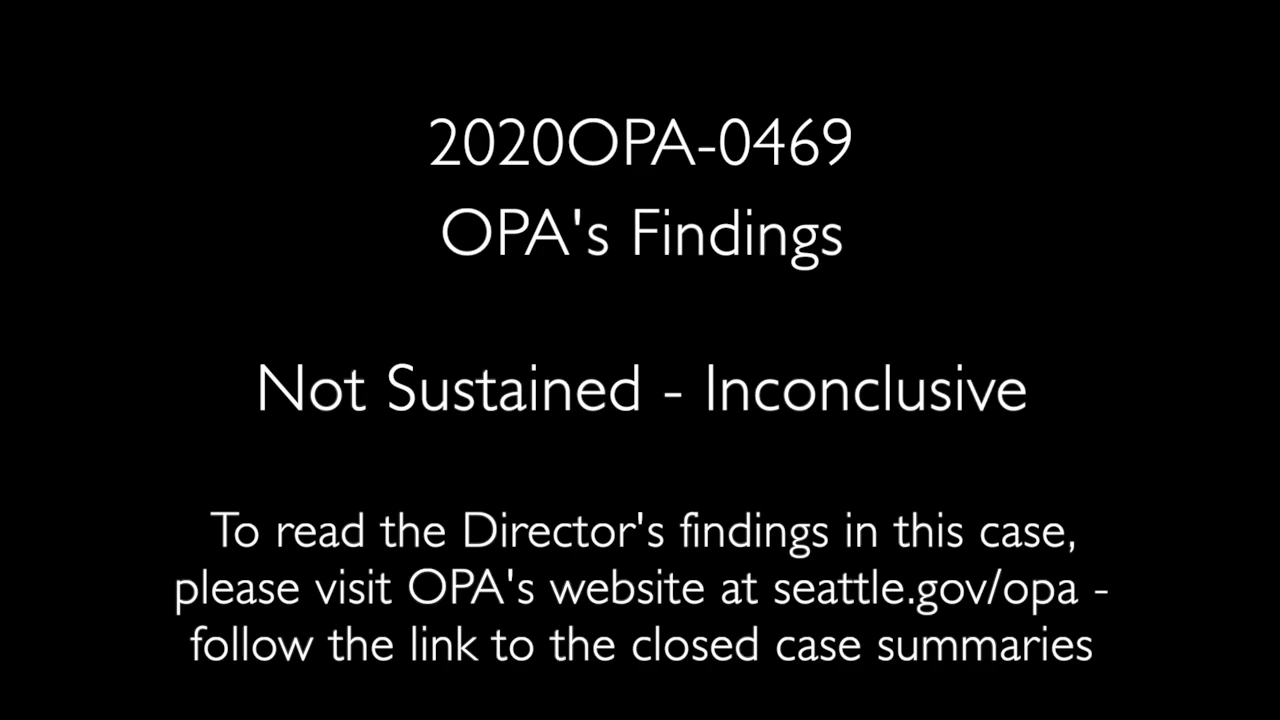 2020OPA-0469
OPA's Findings
Not Sustained - Inconclusive
To read the Director's findings in this case,
please visit OPA's website at seattle.gov/opa -
follow the link to the closed case summaries